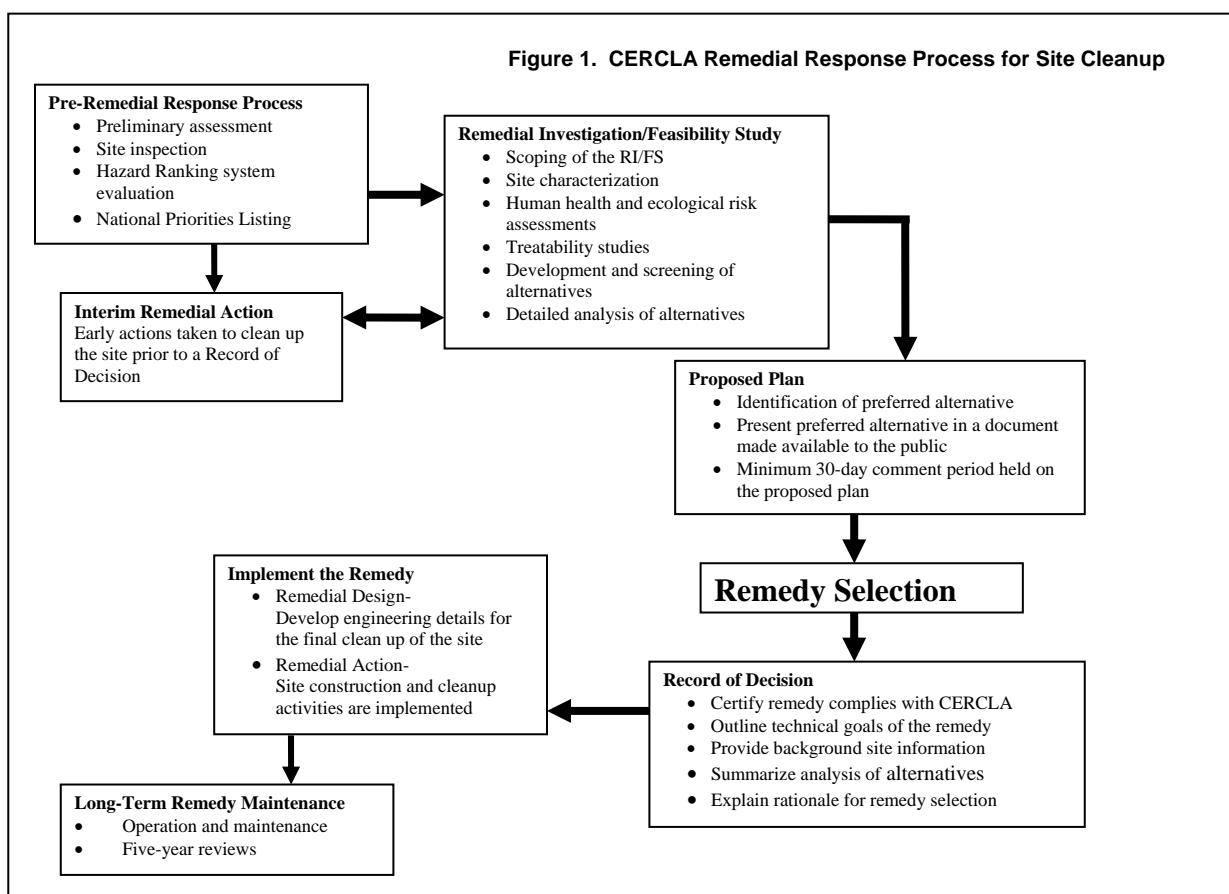 Figure 1. CERCLA Remedial Response Process for Site Cleanup
Pre-Remedial Response Process
• Preliminary assessment
• Site inspection
• Hazard Ranking system
evaluation
• National Priorities Listing
Remedial Investigation/Feasibility Study
• Scoping of the RI/FS
• Site characterization
• Human health and ecological risk
assessments
• Treatability studies
• Development and screening of
alternatives
• Detailed analysis of alternatives
Interim Remedial Action
Early actions taken to clean up
the site prior to a Record of
Decision
Proposed Plan
• Identification of preferred alternative
• Present preferred alternative in a document
made available to the public
• Minimum 30-day comment period held on
the proposed plan
Remedy Selection
Record of Decision
• Certify remedy complies with CERCLA
• Outline technical goals of the remedy
• Provide background site information
• Summarize analysis of alternatives
• Explain rationale for remedy selection
Implement the Remedy
• Remedial Design-
Develop engineering details for
the final clean up of the site
• Remedial Action-
Site construction and cleanup
activities are implemented
Long-Term Remedy Maintenance
• Operation and maintenance
• Five-year reviews